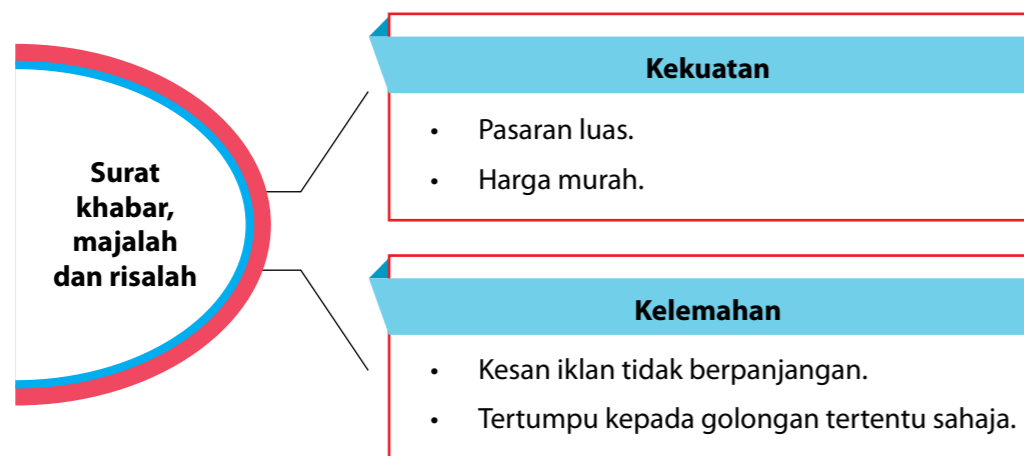 Surat
khabar,
majalah
dan risalah
Kekuatan
• Pasaran luas.
• Harga murah.
Kelemahan
• Kesan iklan tidak berpanjangan.
• Tertumpu kepada golongan tertentu sahaja.